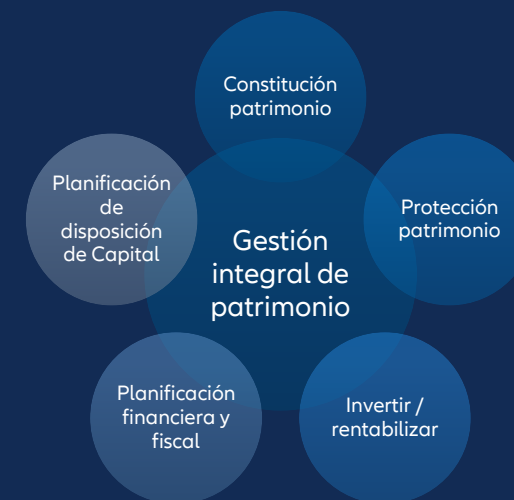 Constitución
patrimonio
Protección
patrimonio
Invertir /
rentabilizar
Planificación
financiera y
fiscal
Planificación
de
disposición
de Capital
Gestión
integral de
patrimonio